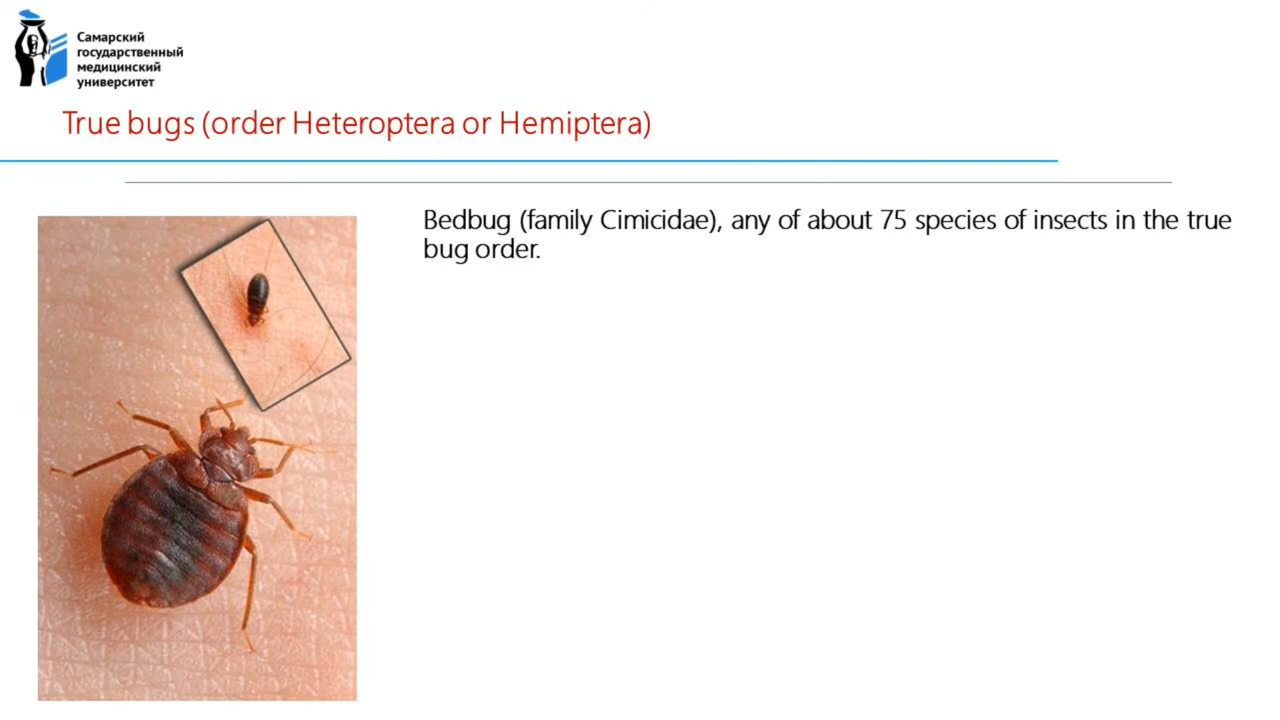 Самарский
государственный
медицинский
университет
True bugs (order Heteroptera or Hemiptera)
Bedbug (family Cimicidae), any of about 75 species of insects in the true
bug order.